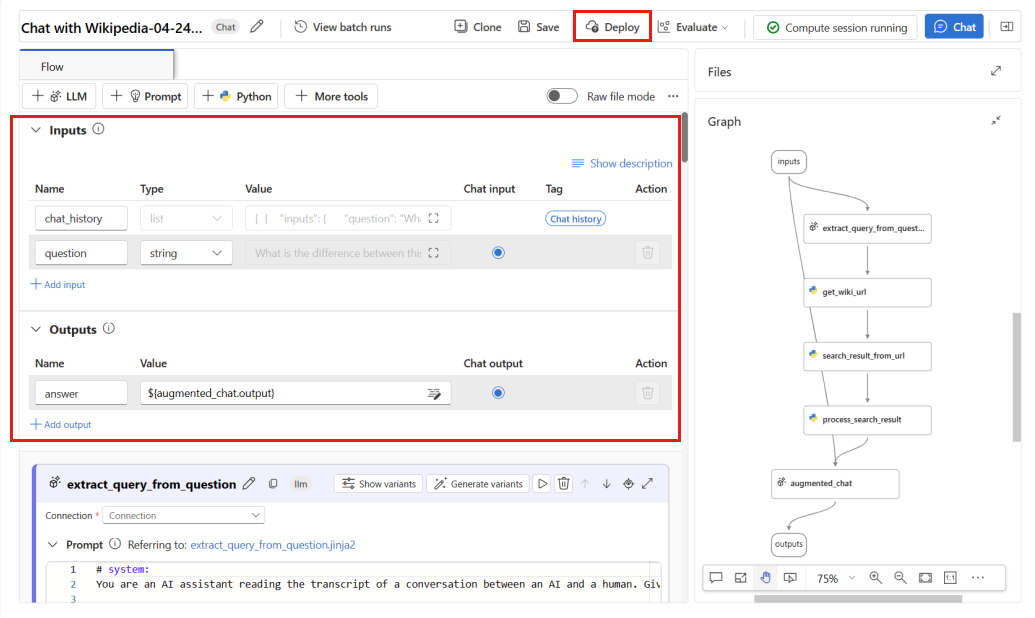 Chat with Wikipedia-04-24... Chat View batch runs Clone Save Deploy Evaluate Compute session running Chat
Flow
LLM Prompt Python More tools Raw file mode ...
Inputs
Show description
Name Type Value Chat input Tag Action
chat_history list [ { "inputs": { "question": "Wha Chat history
question string What is the difference between this
Add input
Outputs
Name Value Chat output Action
answer ${augmented_chat.output}
Add output
extract_query_from_question llm Show variants Generate variants
Connection * Connection
Prompt Referring to: extract_query_from_question.jinja2
1 # system:
2 You are an AI assistant reading the transcript of a conversation between an AI and a human. Giv
3
Files
Graph
inputs
extract_query_from_quest...
get_wiki_url
search_result_from_url
process_search_result
augmented_chat
outputs
75% 1:1 ...